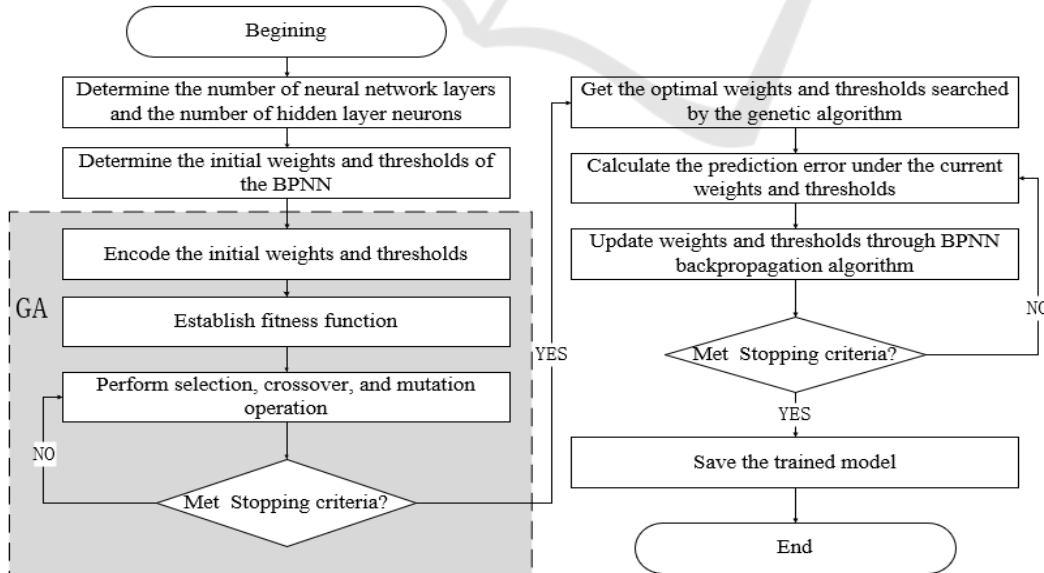 Begining
Determine the number of neural network layers
and the number of hidden layer neurons
Determine the initial weights and thresholds of
the BPNN
GA
Encode the initial weights and thresholds
Establish fitness function
Perform selection, crossover, and mutation
operation
NO
Met Stopping criteria?
YES
Get the optimal weights and thresholds searched
by the genetic algorithm
Calculate the prediction error under the current
weights and thresholds
Update weights and thresholds through BPNN
backpropagation algorithm
NO
Met Stopping criteria?
YES
Save the trained model
End